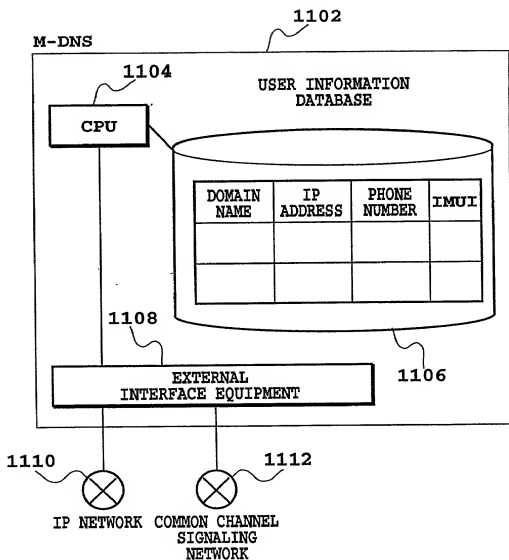 1102
M-DNS
1104
USER INFORMATION
DATABASE
CPU
DOMAIN
NAME
IP
ADDRESS
PHONE
NUMBER
IMUI
1108
1106
EXTERNAL
INTERFACE EQUIPMENT
1110
1112
IP NETWORK
COMMON CHANNEL
SIGNALING
NETWORK